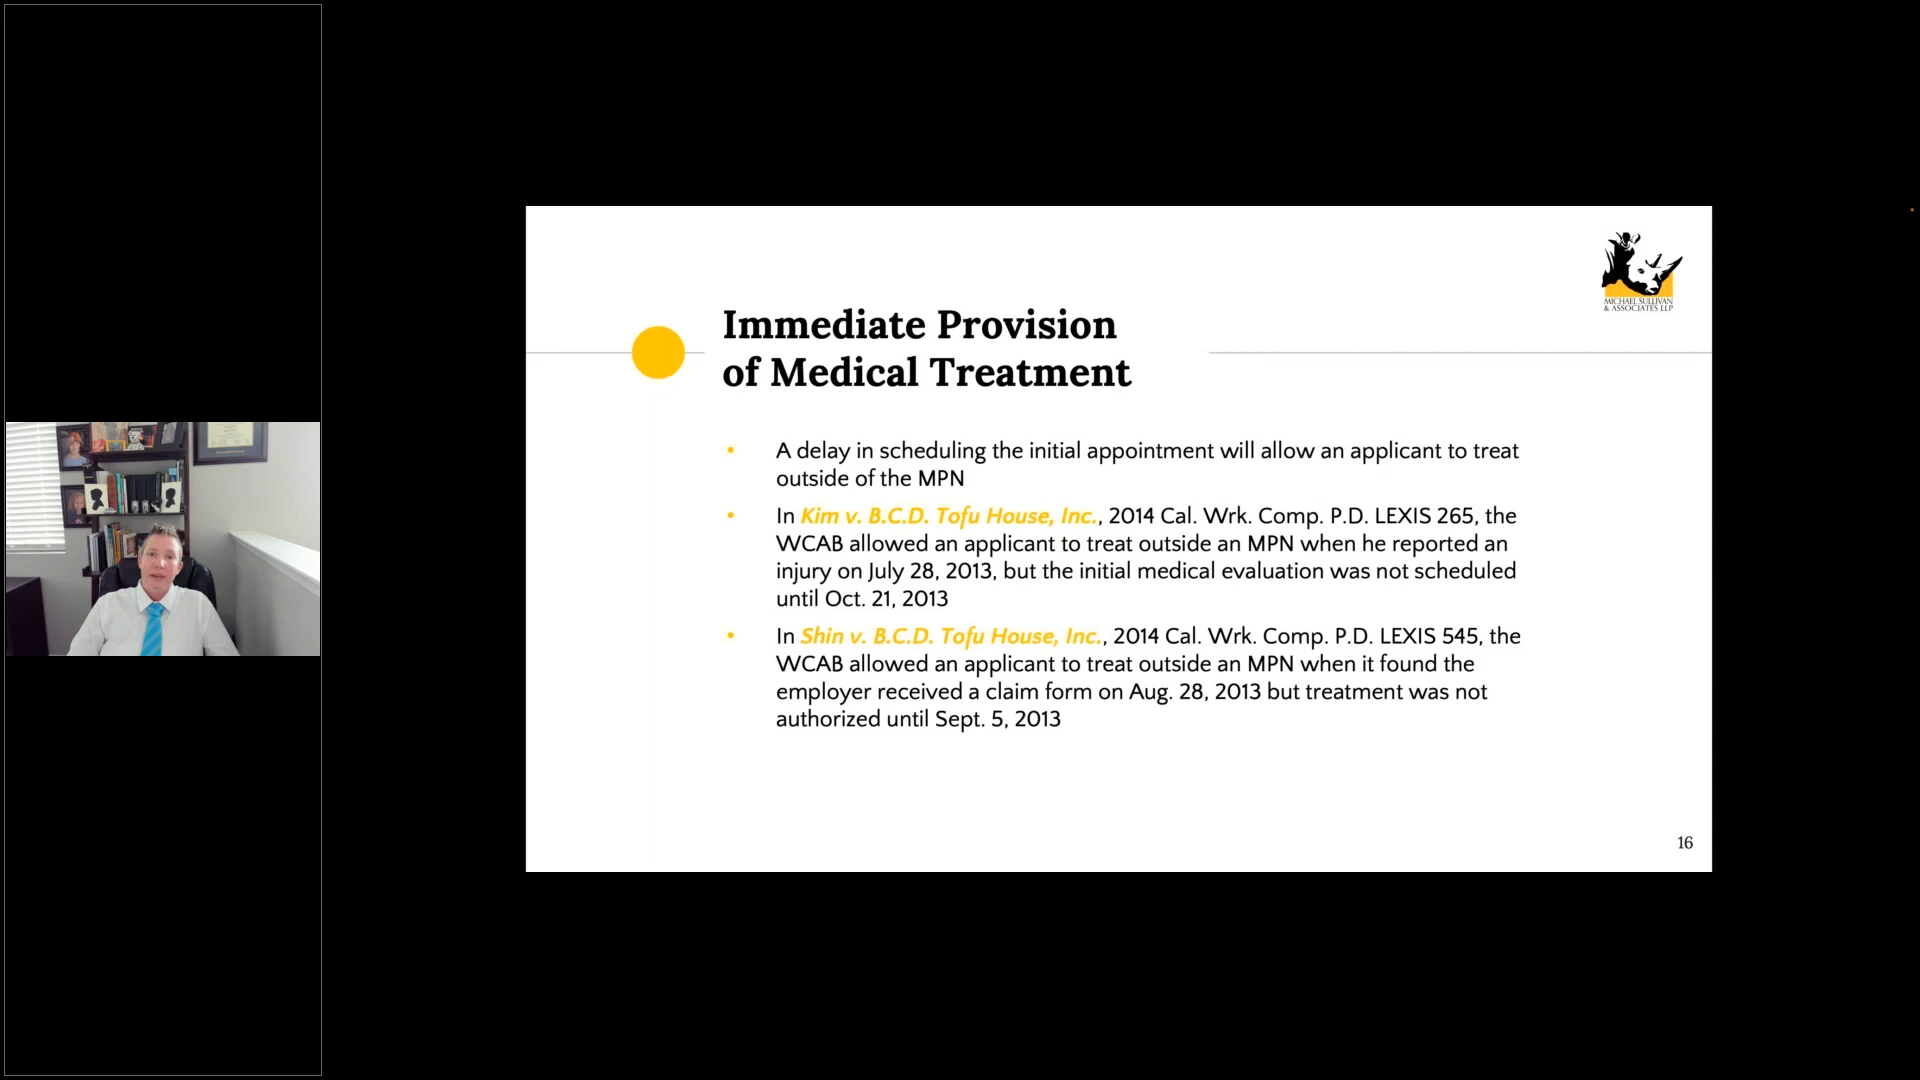 MICHAEL SULLIVAN
& ASSOCIATES LLP
Immediate Provision
of Medical Treatment
• A delay in scheduling the initial appointment will allow an applicant to treat
outside of the MPN
• In Kim v. B.C.D. Tofu House, Inc., 2014 Cal. Wrk. Comp. P.D. LEXIS 265, the
WCAB allowed an applicant to treat outside an MPN when he reported an
injury on July 28, 2013, but the initial medical evaluation was not scheduled
until Oct. 21, 2013
• In Shin v. B.C.D. Tofu House, Inc., 2014 Cal. Wrk. Comp. P.D. LEXIS 545, the
WCAB allowed an applicant to treat outside an MPN when it found the
employer received a claim form on Aug. 28, 2013 but treatment was not
authorized until Sept. 5, 2013
16